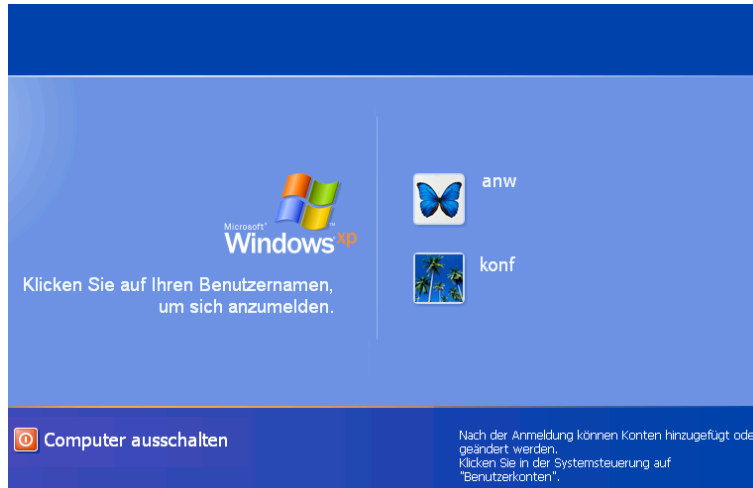 Microsoft®
Windows xp
Klicken Sie auf Ihren Benutzernamen,
um sich anzumelden.
anw
konf
Computer ausschalten
Nach der Anmeldung können Konten hinzugefügt ode
geändert werden.
Klicken Sie in der Systemsteuerung auf
"Benutzerkonten".